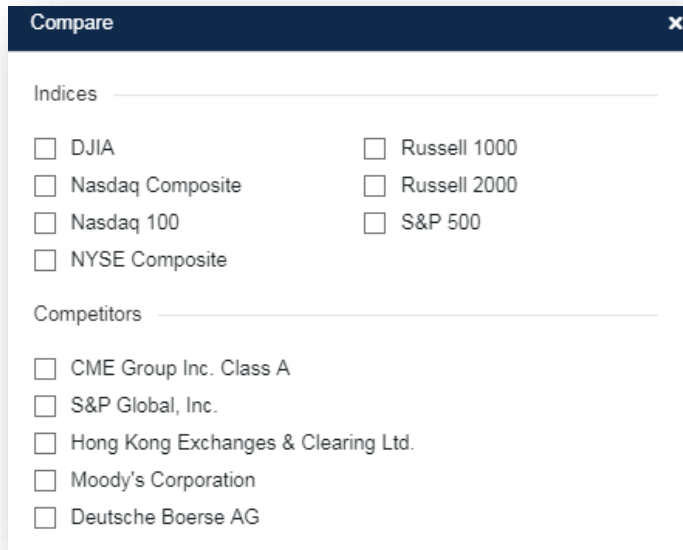 Compare
Indices
DJIA
Russell 1000
Nasdaq Composite
Russell 2000
Nasdaq 100
S&P 500
NYSE Composite
Competitors
CME Group Inc. Class A
S&P Global, Inc.
Hong Kong Exchanges & Clearing Ltd.
Moody's Corporation
Deutsche Boerse AG